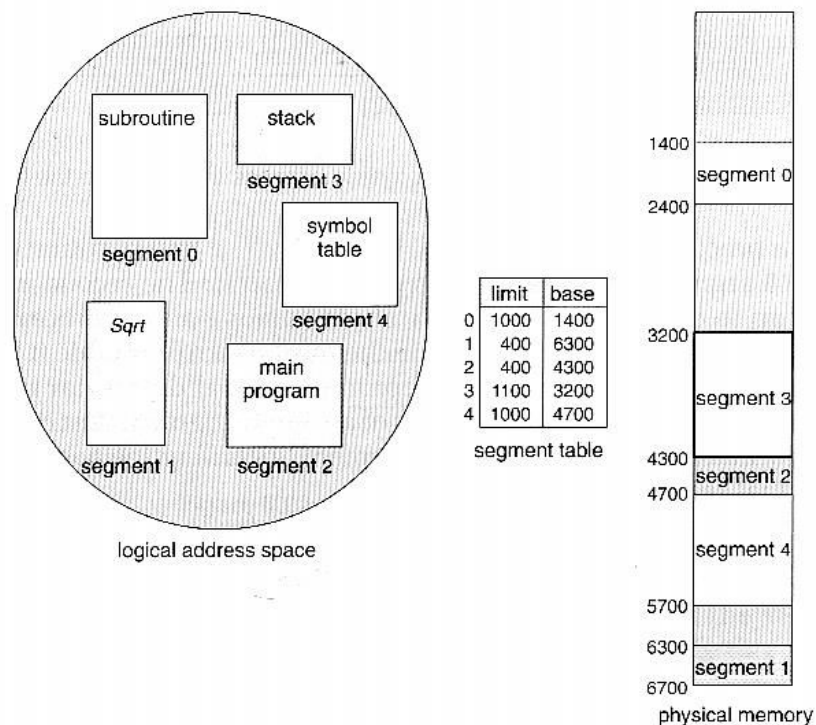 subroutine
segment 0
stack
segment 3
symbol
table
segment 4
Sqrt
segment 1
main
program
segment 2
logical address space
limit base
0 1000 1400
1 400 6300
2 400 4300
3 1100 3200
4 1000 4700
segment table
1400
segment 0
2400
3200
segment 3
4300
segment 2
4700
segment 4
5700
6300
segment 1
6700
physical memory